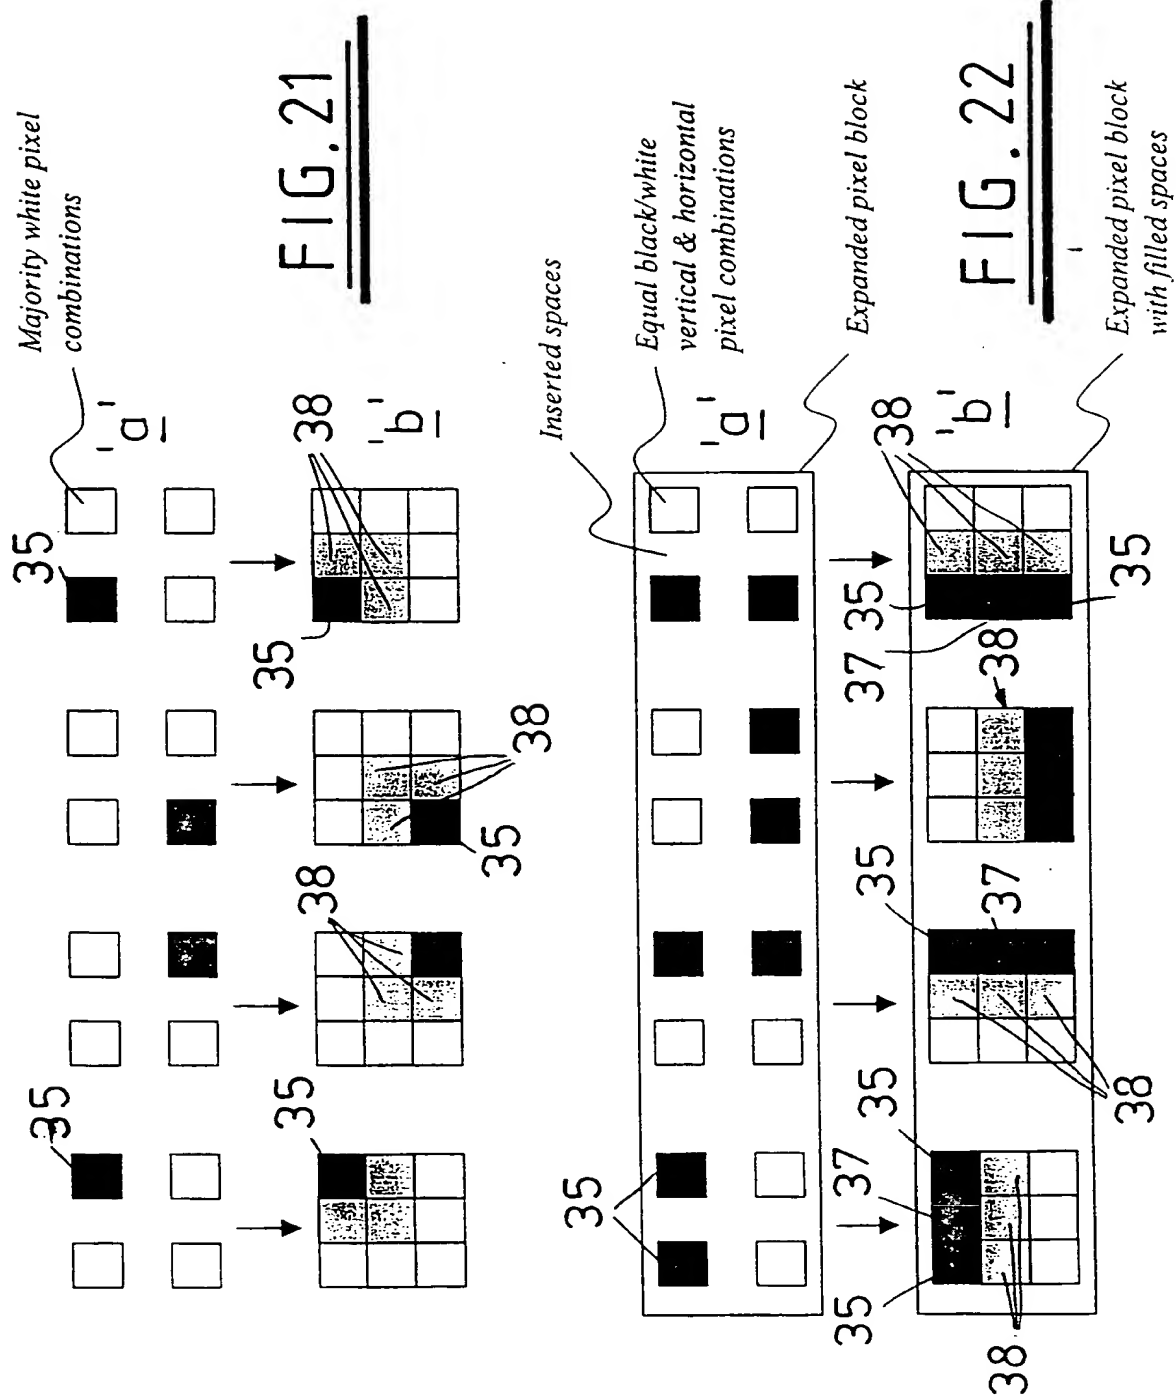 Majority white pixel
combinations
35
'a'
FIG. 21
35
35
35
38
38
38
'b'
35
35
Inserted spaces
Equal black/white
vertical & horizontal
pixel combinations
35
'a'
Expanded pixel block
FIG. 22
35
37
35
35
37
38
35
37
35
38
'b'
38
38
Expanded pixel block
with filled spaces